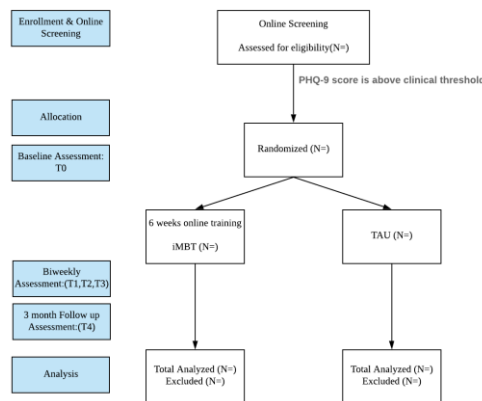 Enrollment & Online
Screening
Online Screening
Assessed for eligibility(N=)
PHQ-9 score is above clinical threshold
Allocation
Randomized (N=)
Baseline Assessment:
T0
6 weeks online training
iMBT (N=)
TAU (N=)
Biweekly
Assessment:(T1,T2,T3)
3 month Follow up
Assessment:(T4)
Analysis
Total Analyzed (N=)
Excluded (N=)
Total Analyzed (N=)
Excluded (N=)